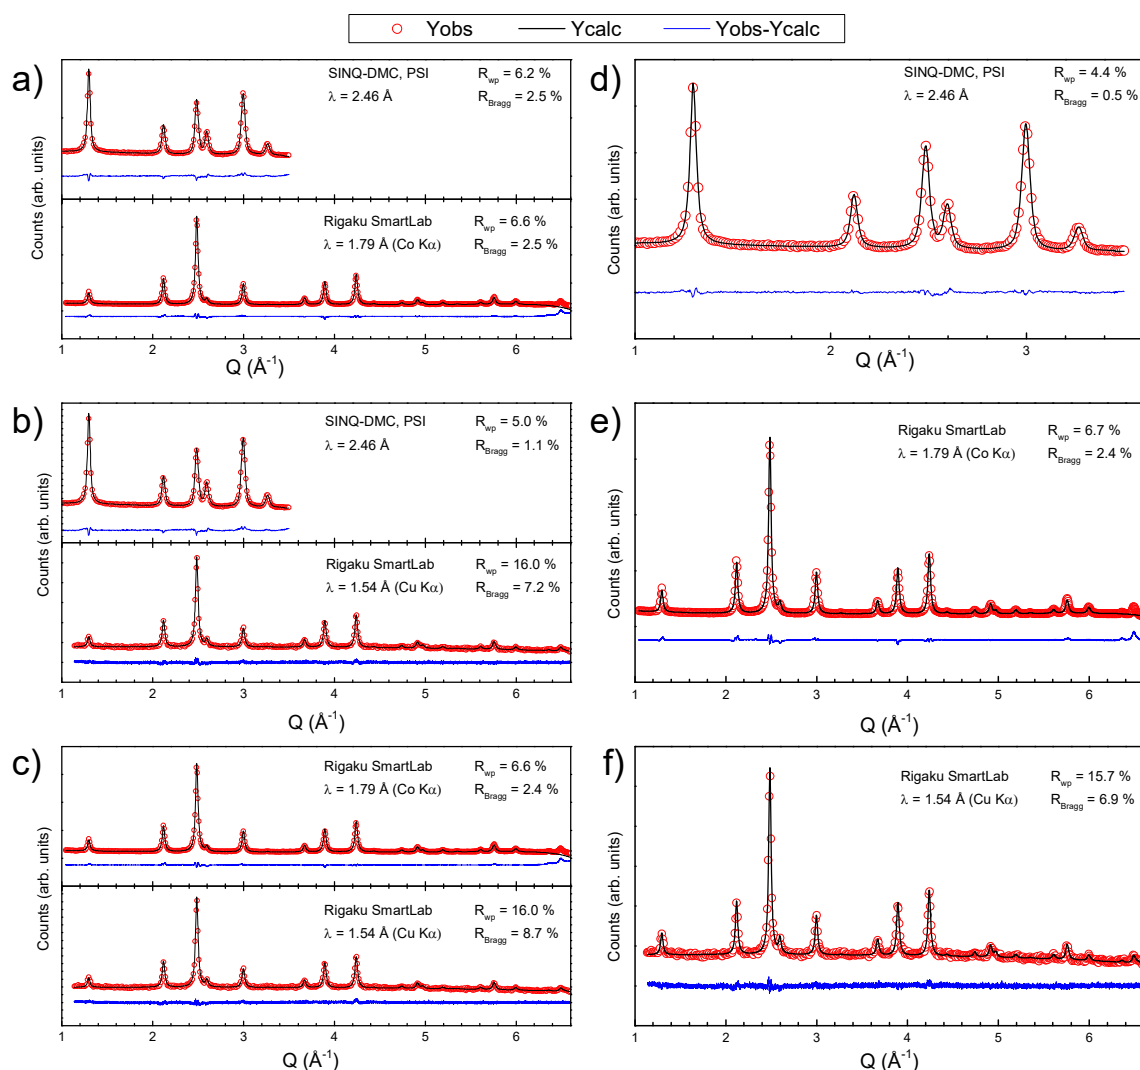 Yobs Ycalc Yobs-Ycalc
a)
SINQ-DMC, PSI R_wp = 6.2 %
λ = 2.46 Å R_Bragg = 2.5 %
Rigaku SmartLab R_wp = 6.6 %
λ = 1.79 Å (Co Kα) R_Bragg = 2.5 %
Counts (arb. units)
1 2 3 4 5 6
Q (Å⁻¹)
b)
SINQ-DMC, PSI R_wp = 5.0 %
λ = 2.46 Å R_Bragg = 1.1 %
Rigaku SmartLab R_wp = 16.0 %
λ = 1.54 Å (Cu Kα) R_Bragg = 7.2 %
Counts (arb. units)
1 2 3 4 5 6
Q (Å⁻¹)
c)
Rigaku SmartLab R_wp = 6.6 %
λ = 1.79 Å (Co Kα) R_Bragg = 2.4 %
Rigaku SmartLab R_wp = 16.0 %
λ = 1.54 Å (Cu Kα) R_Bragg = 8.7 %
Counts (arb. units)
1 2 3 4 5 6
Q (Å⁻¹)
d)
SINQ-DMC, PSI R_wp = 4.4 %
λ = 2.46 Å R_Bragg = 0.5 %
Counts (arb. units)
1 2 3
Q (Å⁻¹)
e)
Rigaku SmartLab R_wp = 6.7 %
λ = 1.79 Å (Co Kα) R_Bragg = 2.4 %
Counts (arb. units)
1 2 3 4 5 6
Q (Å⁻¹)
f)
Rigaku SmartLab R_wp = 15.7 %
λ = 1.54 Å (Cu Kα) R_Bragg = 6.9 %
Counts (arb. units)
1 2 3 4 5 6
Q (Å⁻¹)